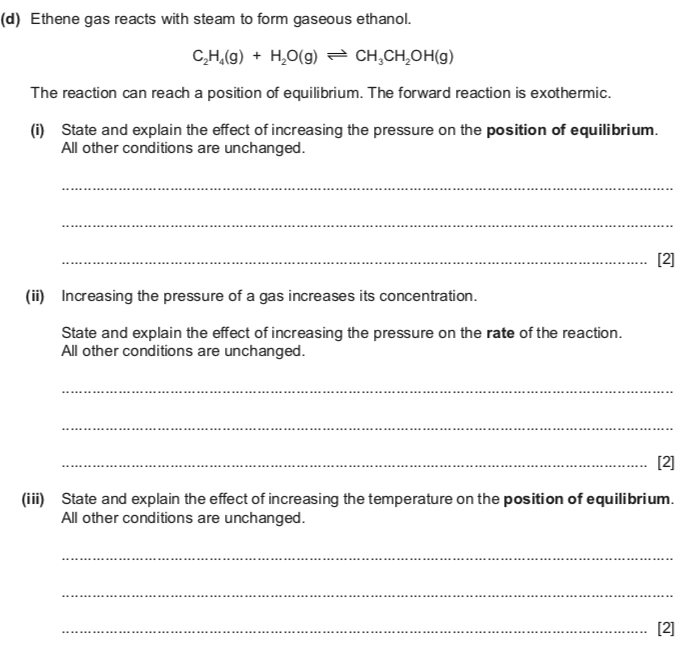 (d) Ethene gas reacts with steam to form gaseous ethanol.
C₂H₄(g) + H₂O(g) ⇌ CH₃CH₂OH(g)
The reaction can reach a position of equilibrium. The forward reaction is exothermic.
(i) State and explain the effect of increasing the pressure on the position of equilibrium.
All other conditions are unchanged.
[2]
(ii) Increasing the pressure of a gas increases its concentration.
State and explain the effect of increasing the pressure on the rate of the reaction.
All other conditions are unchanged.
[2]
(iii) State and explain the effect of increasing the temperature on the position of equilibrium.
All other conditions are unchanged.
[2]